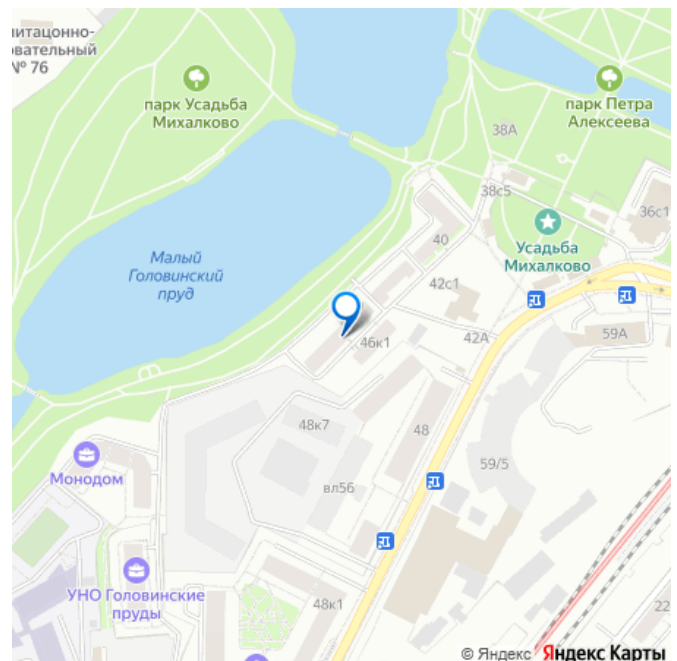 литацонно-
овательный
№ 76
парк Усадьба
Михалково
парк Петра
Алексеева
38А
38с5
36с1
Усадьба
Михалково
40
Малый
Головинский
пруд
42с1
46к1
42А
59А
48к7
48
59/5
Монодом
вл56
УНО Головинские
пруды
48к1
22
© Яндекс Яндекс Карты